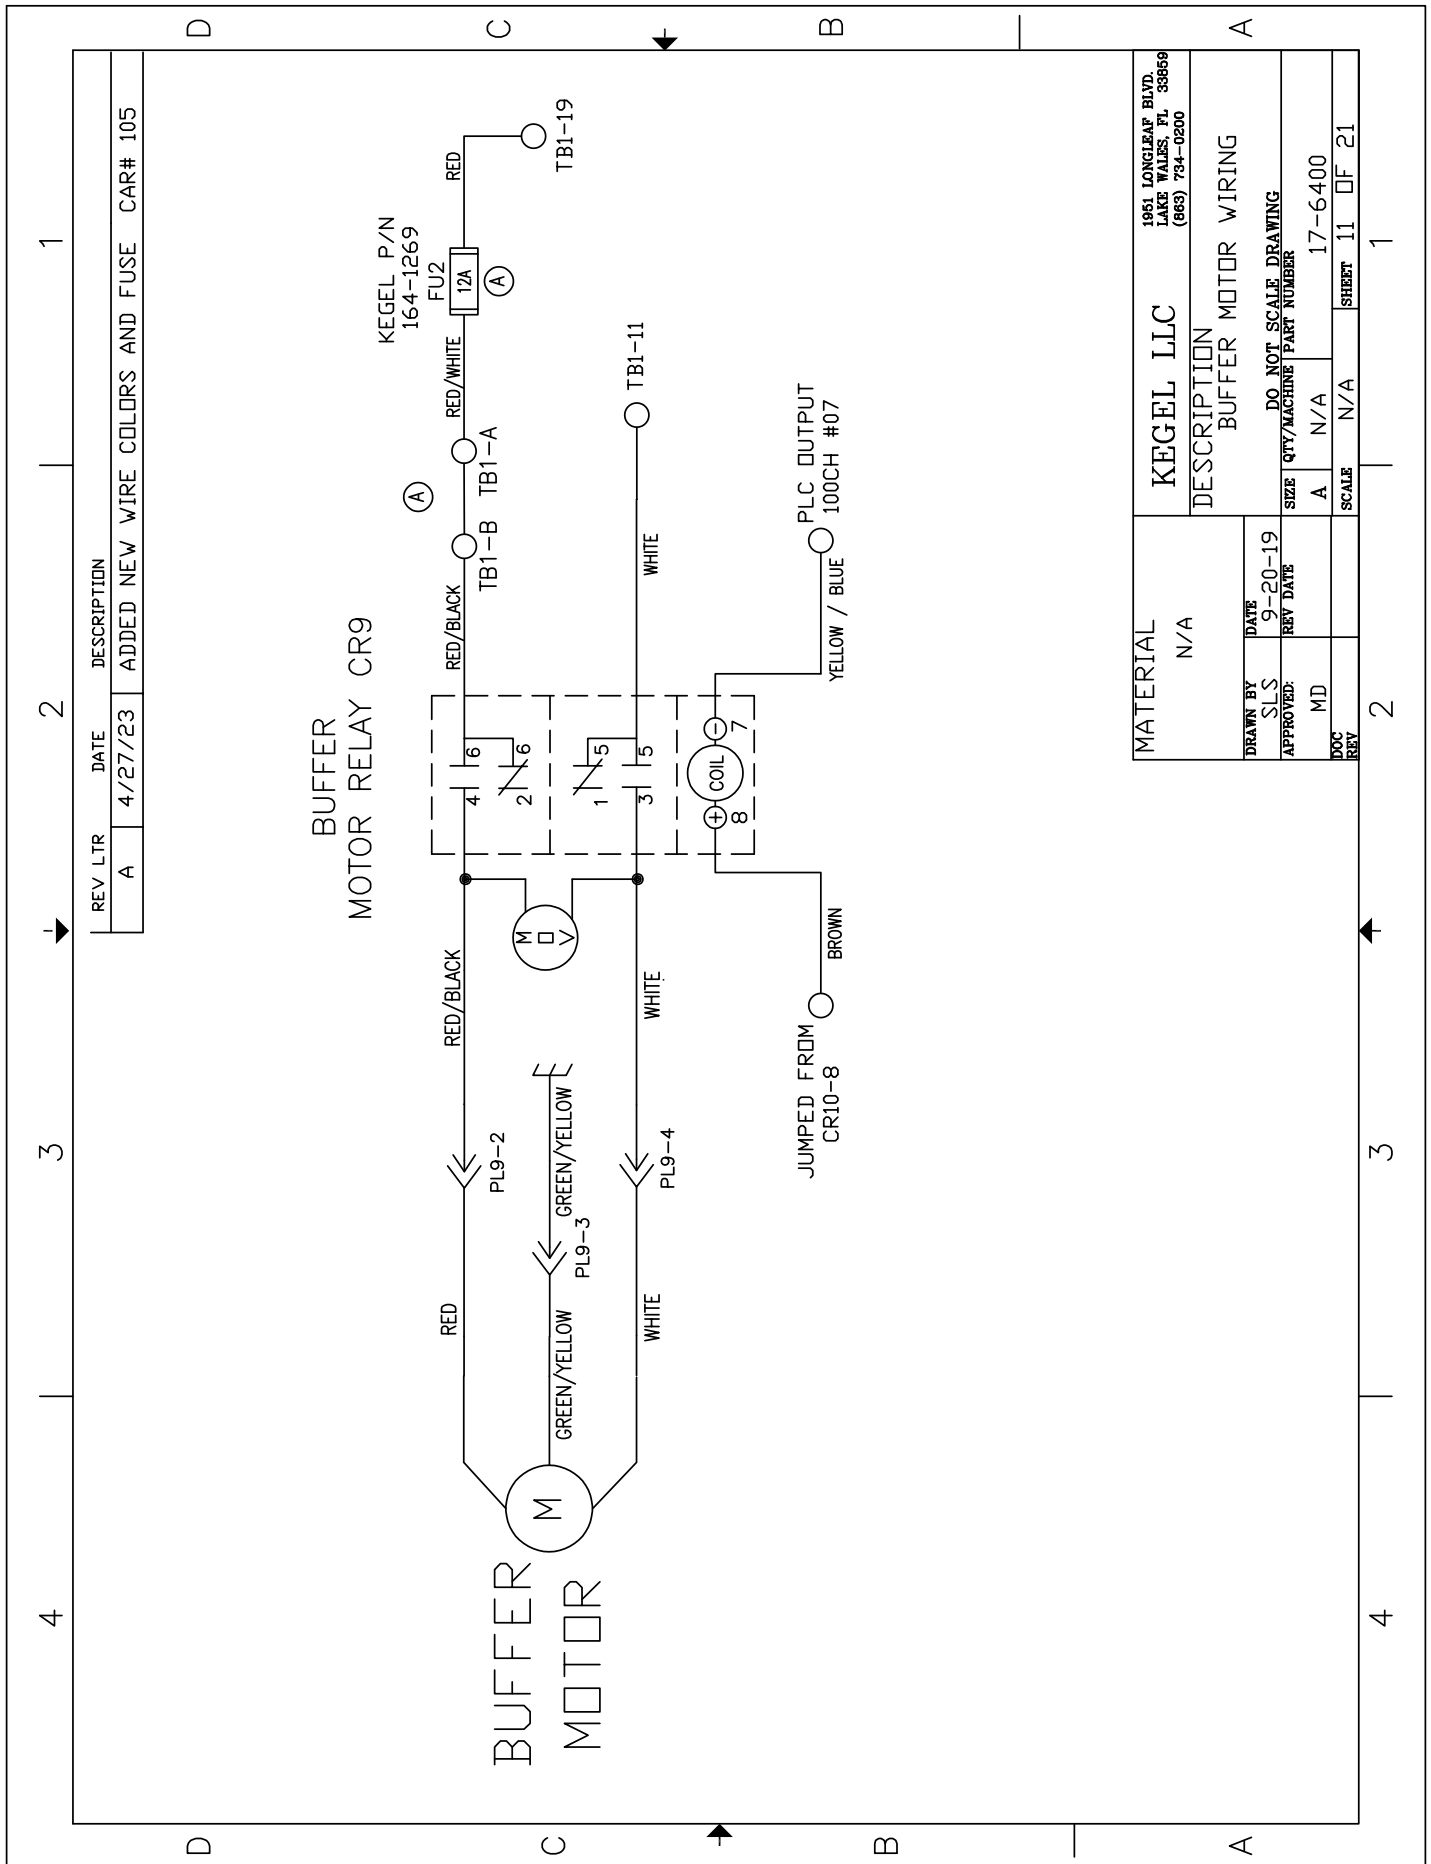 D
C
B
A
4
3
2
1
REV LTR DATE DESCRIPTION
A 4/27/23 ADDED NEW WIRE COLORS AND FUSE CAR# 105
BUFFER
MOTOR RELAY CR9
KEGEL P/N
164-1269
FU2
12A
A
A
RED
RED/BLACK
RED/BLACK
RED/WHITE
RED
TB1-B
TB1-A
TB1-19
PL9-2
4
6
2
6
BUFFER
MOTOR
M
GREEN/YELLOW
PL9-3
GREEN/YELLOW
M
O
V
1
5
3
5
WHITE
PL9-4
WHITE
WHITE
TB1-11
+
8
COIL
-
7
JUMPED FROM
CR10-8
BROWN
YELLOW / BLUE
PLC OUTPUT
100CH #07
MATERIAL
N/A
KEGEL LLC
1951 LONGLEAF BLVD.
LAKE WALES, FL 33859
(863) 734-0200
DESCRIPTION
BUFFER MOTOR WIRING
DO NOT SCALE DRAWING
DRAWN BY
SLS
DATE
9-20-19
APPROVED:
MD
REV DATE
DOC
REV
SIZE
A
QTY/MACHINE
N/A
PART NUMBER
17-6400
SCALE
N/A
SHEET 11 OF 21
4
3
2
1
D
C
B
A